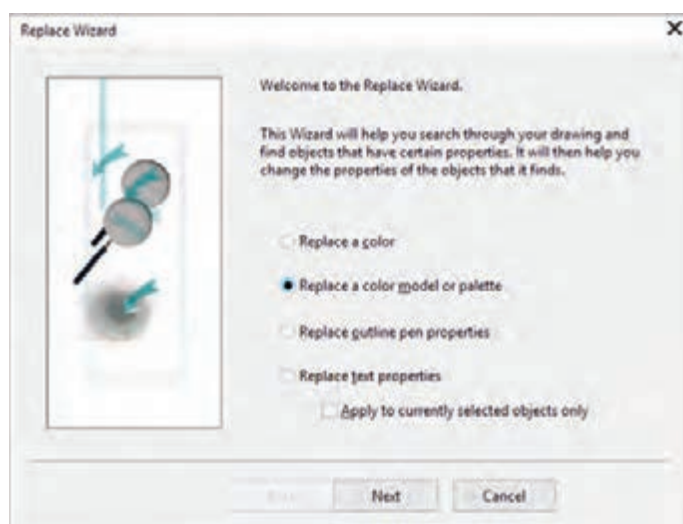 Replace Wizard
Welcome to the Replace Wizard.
This Wizard will help you search through your drawing and
find objects that have certain properties. It will then help you
change the properties of the objects that it finds.
Replace a color
Replace a color model or palette
Replace outline pen properties
Replace text properties
Apply to currently selected objects only
Next
Cancel